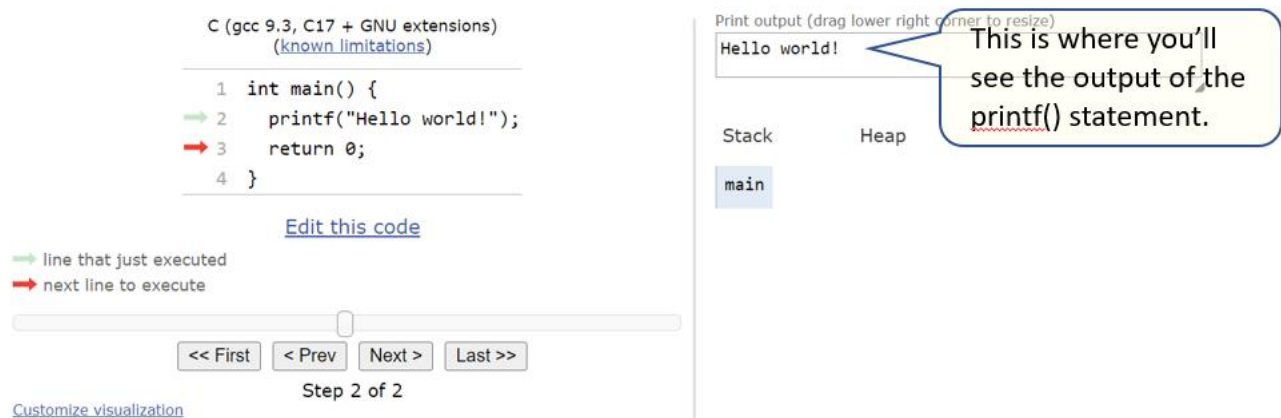 C (gcc 9.3, C17 + GNU extensions)
(known limitations)
1 int main() {
2 printf("Hello world!");
3 return 0;
4 }
Edit this code
line that just executed
next line to execute
<< First
< Prev
Next >
Last >>
Step 2 of 2
Customize visualization
Print output (drag lower right corner to resize)
Hello world!
This is where you'll
see the output of the
printf() statement.
Stack
Heap
main